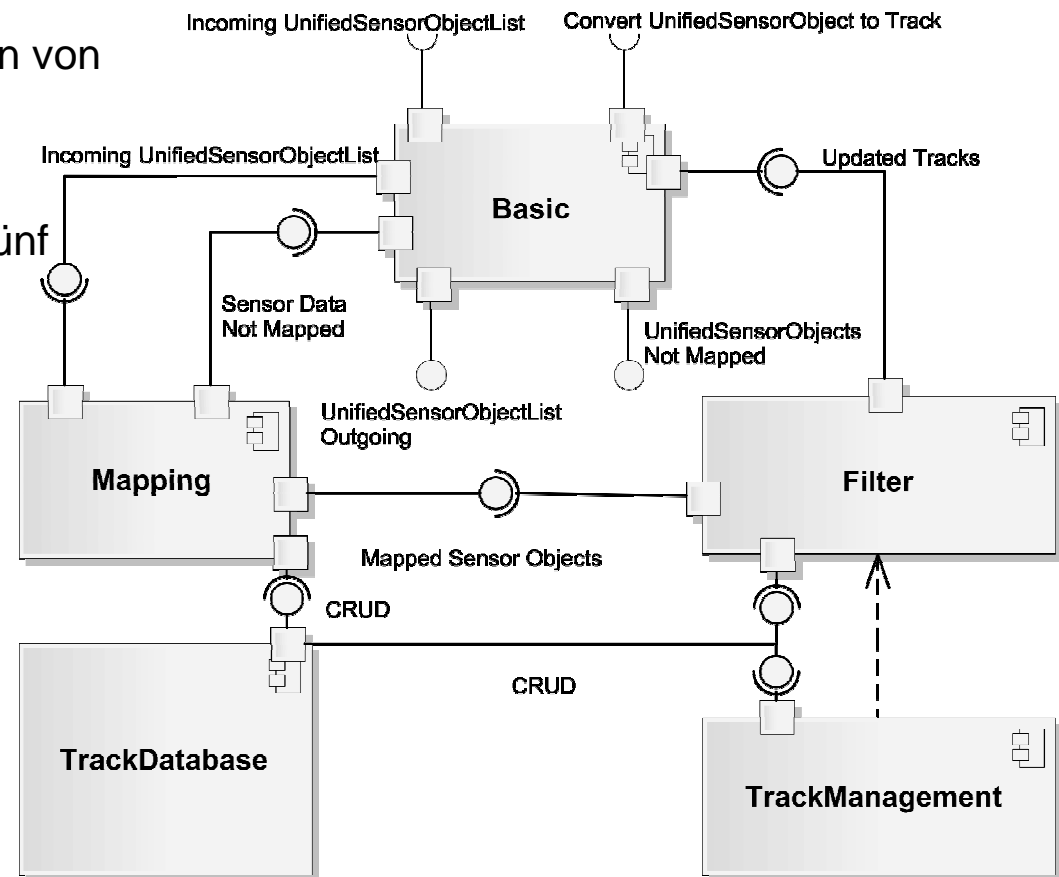 Incoming UnifiedSensorObjectList
Convert UnifiedSensorObject to Track
n von
Incoming UnifiedSensorObjectList
Updated Tracks
Basic
ünf
Sensor Data
Not Mapped
UnifiedSensorObjects
Not Mapped
UnifiedSensorObjectList
Outgoing
Mapping
Filter
Mapped Sensor Objects
CRUD
CRUD
TrackDatabase
TrackManagement